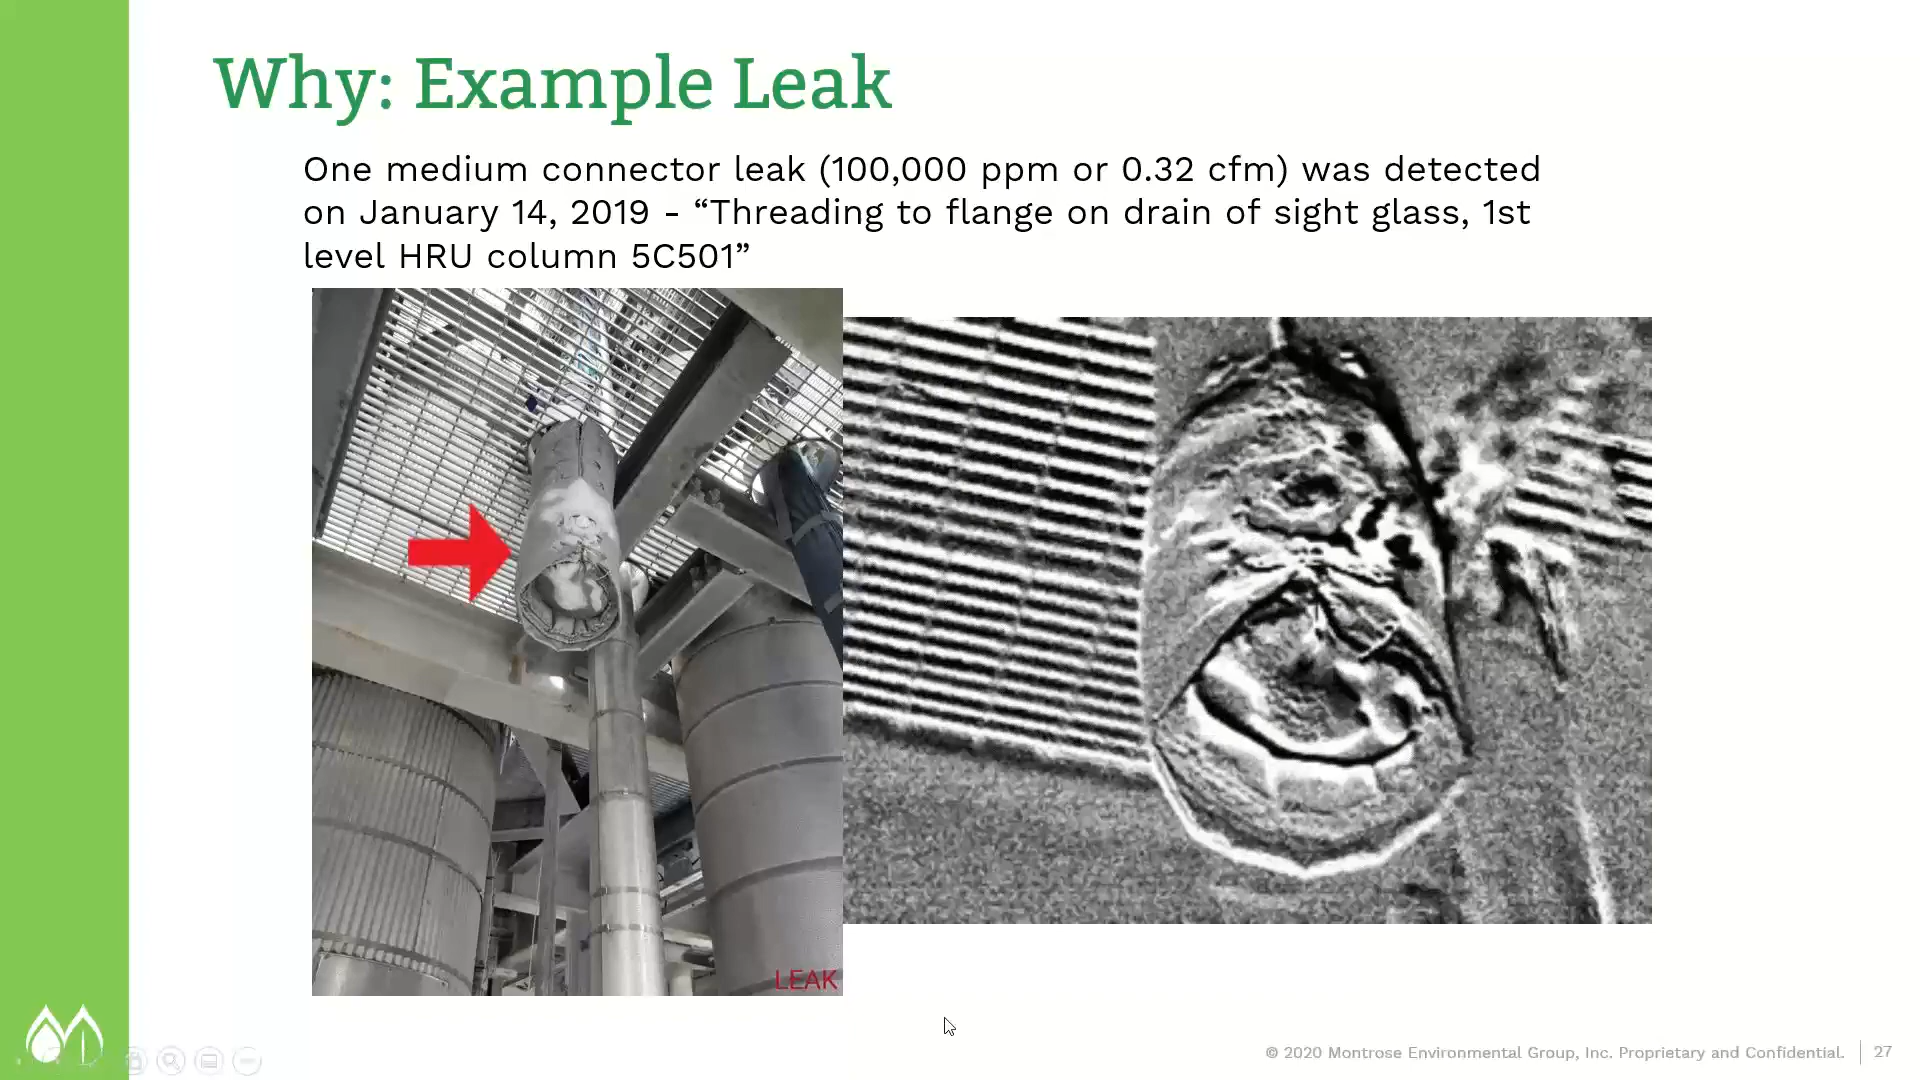 Why: Example Leak
One medium connector leak (100,000 ppm or 0.32 cfm) was detected
on January 14, 2019 - “Threading to flange on drain of sight glass, 1st
level HRU column 5C501”
LEAK
© 2020 Montrose Environmental Group, Inc. Proprietary and Confidential.
27